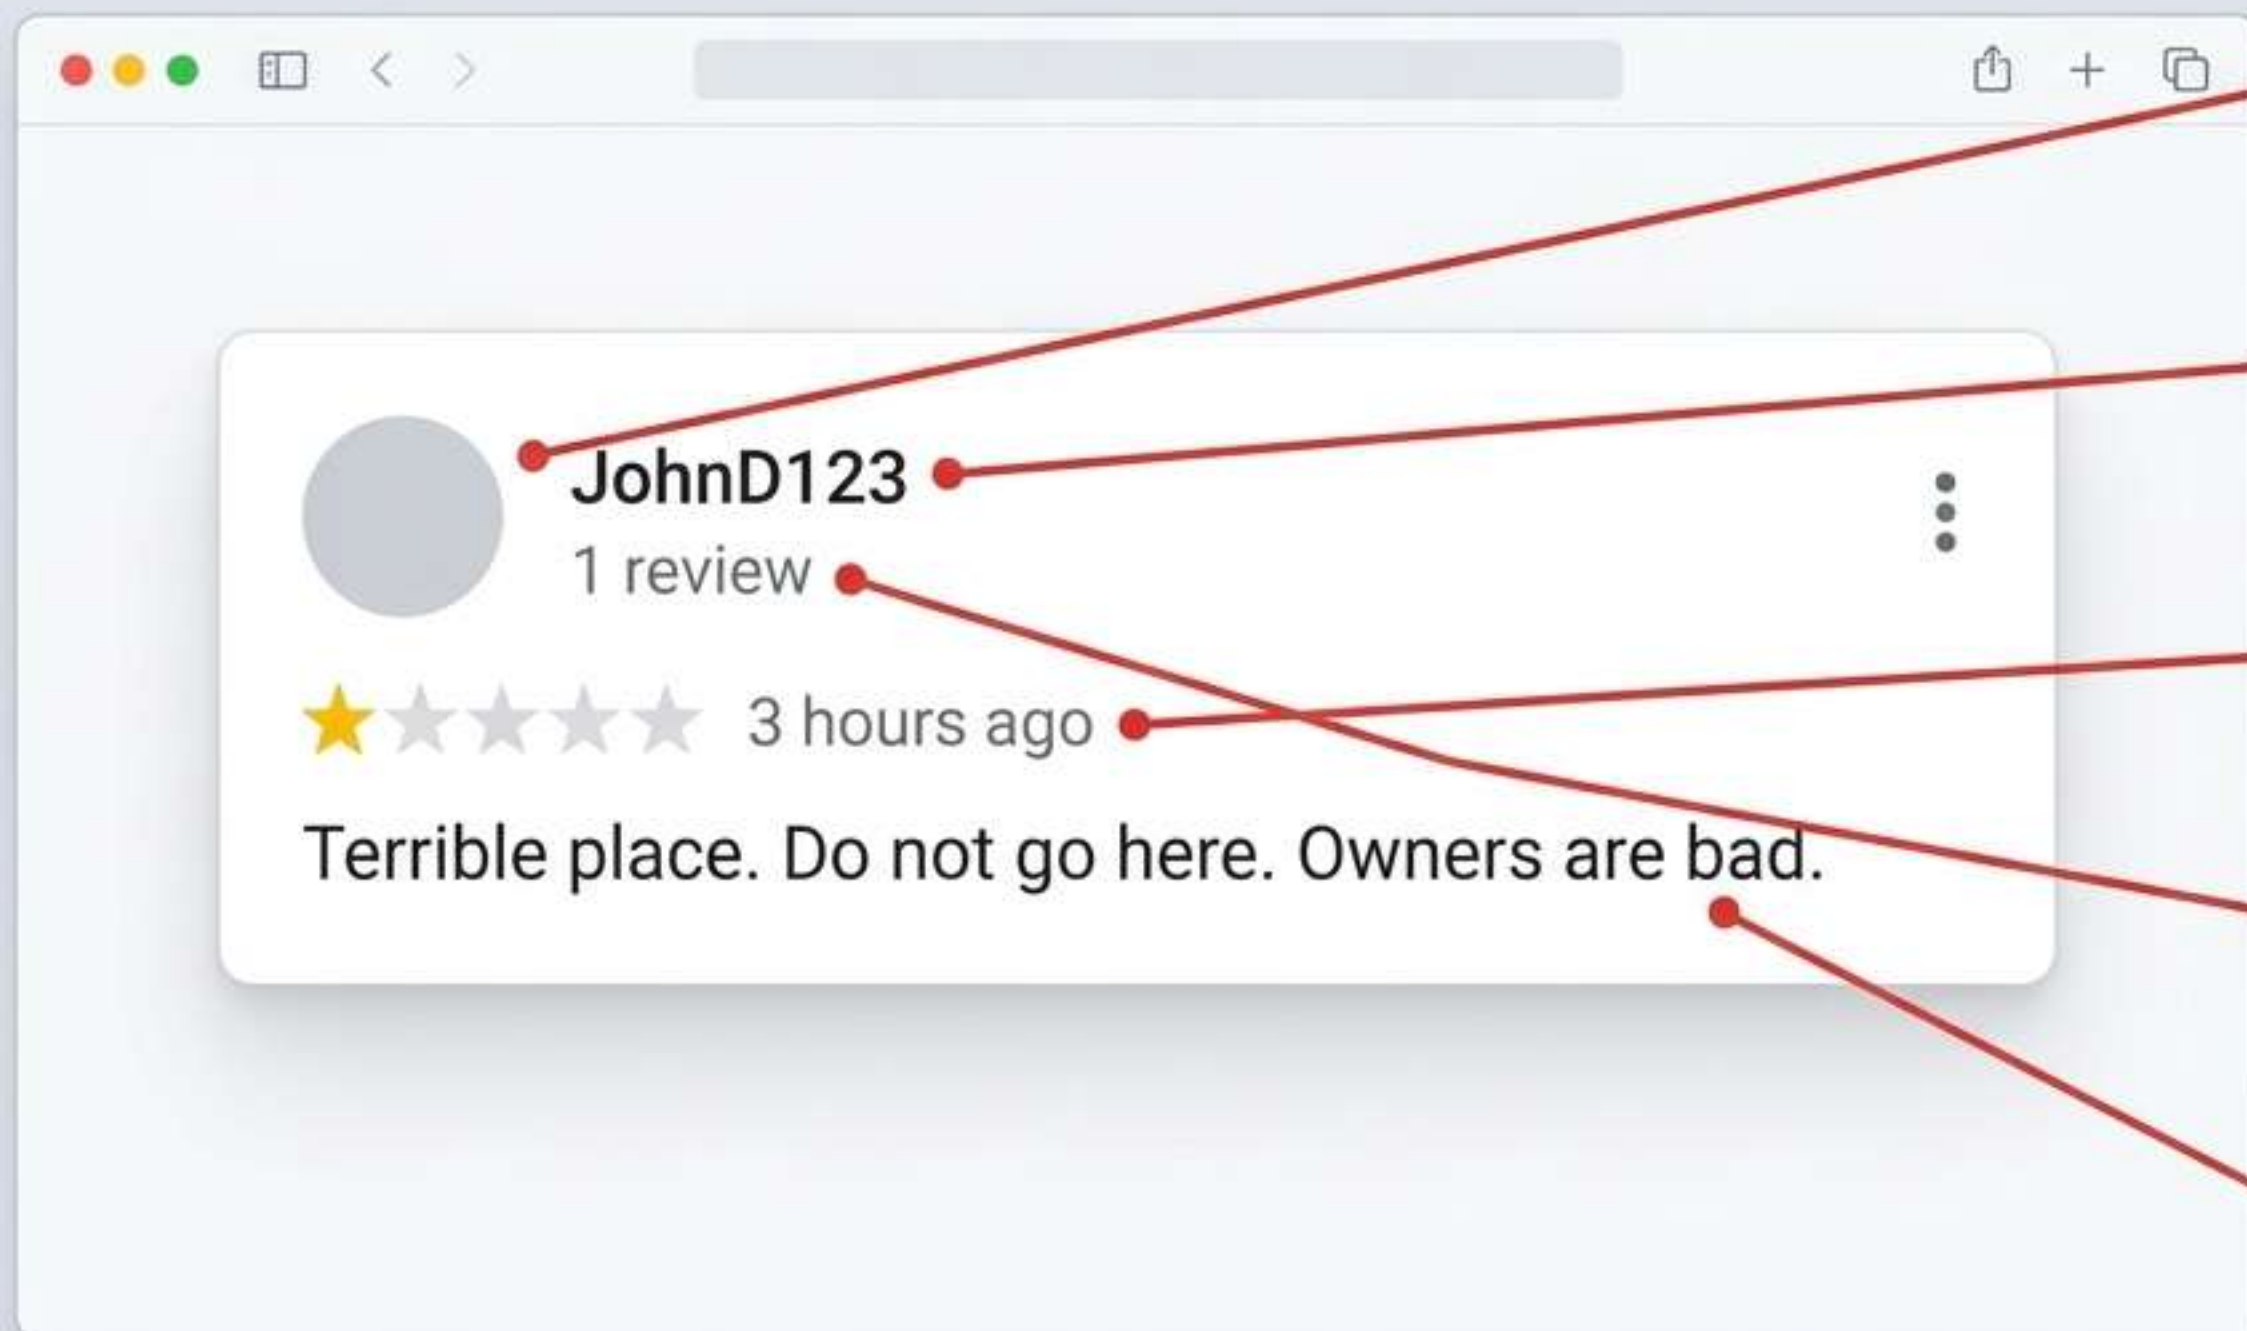 JohnD123
1 review
3 hours ago
Terrible place. Do not go here. Owners are bad.